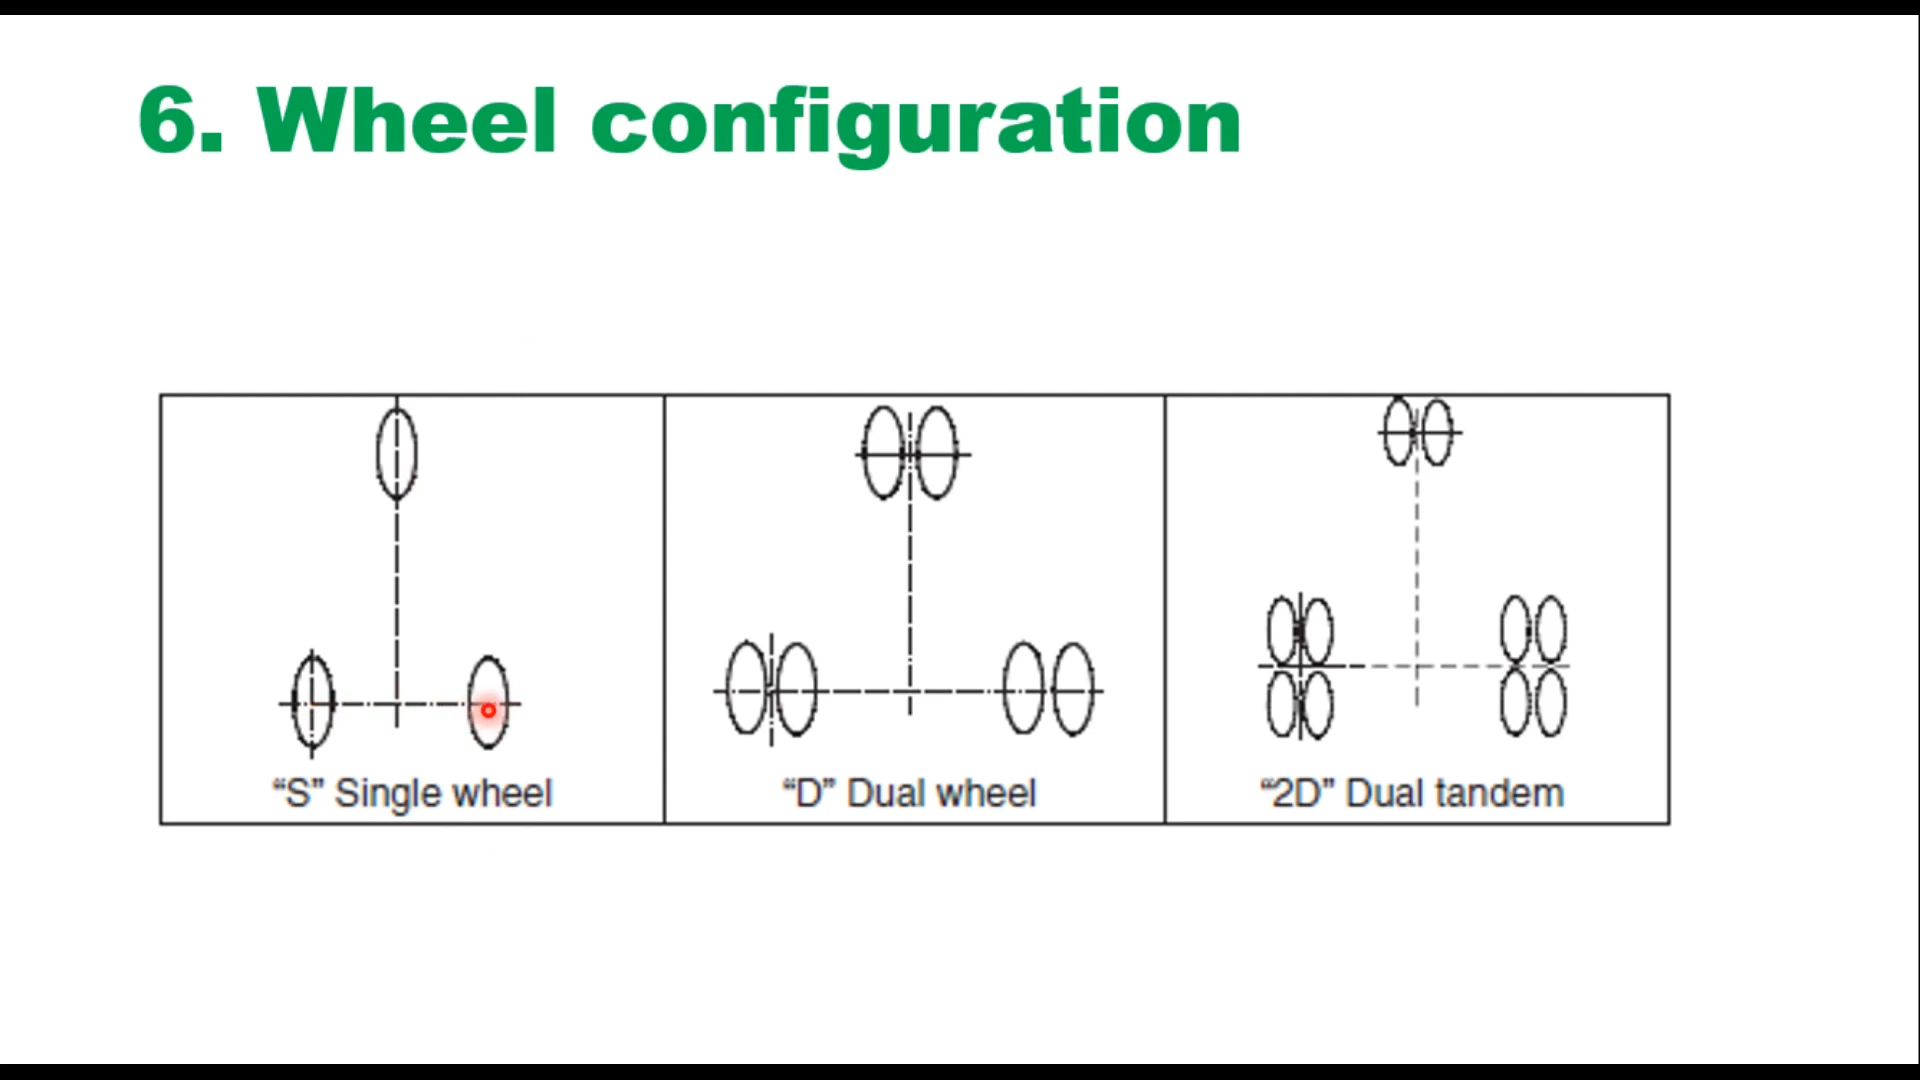 6. Wheel configuration
“S” Single wheel
“D” Dual wheel
“2D” Dual tandem